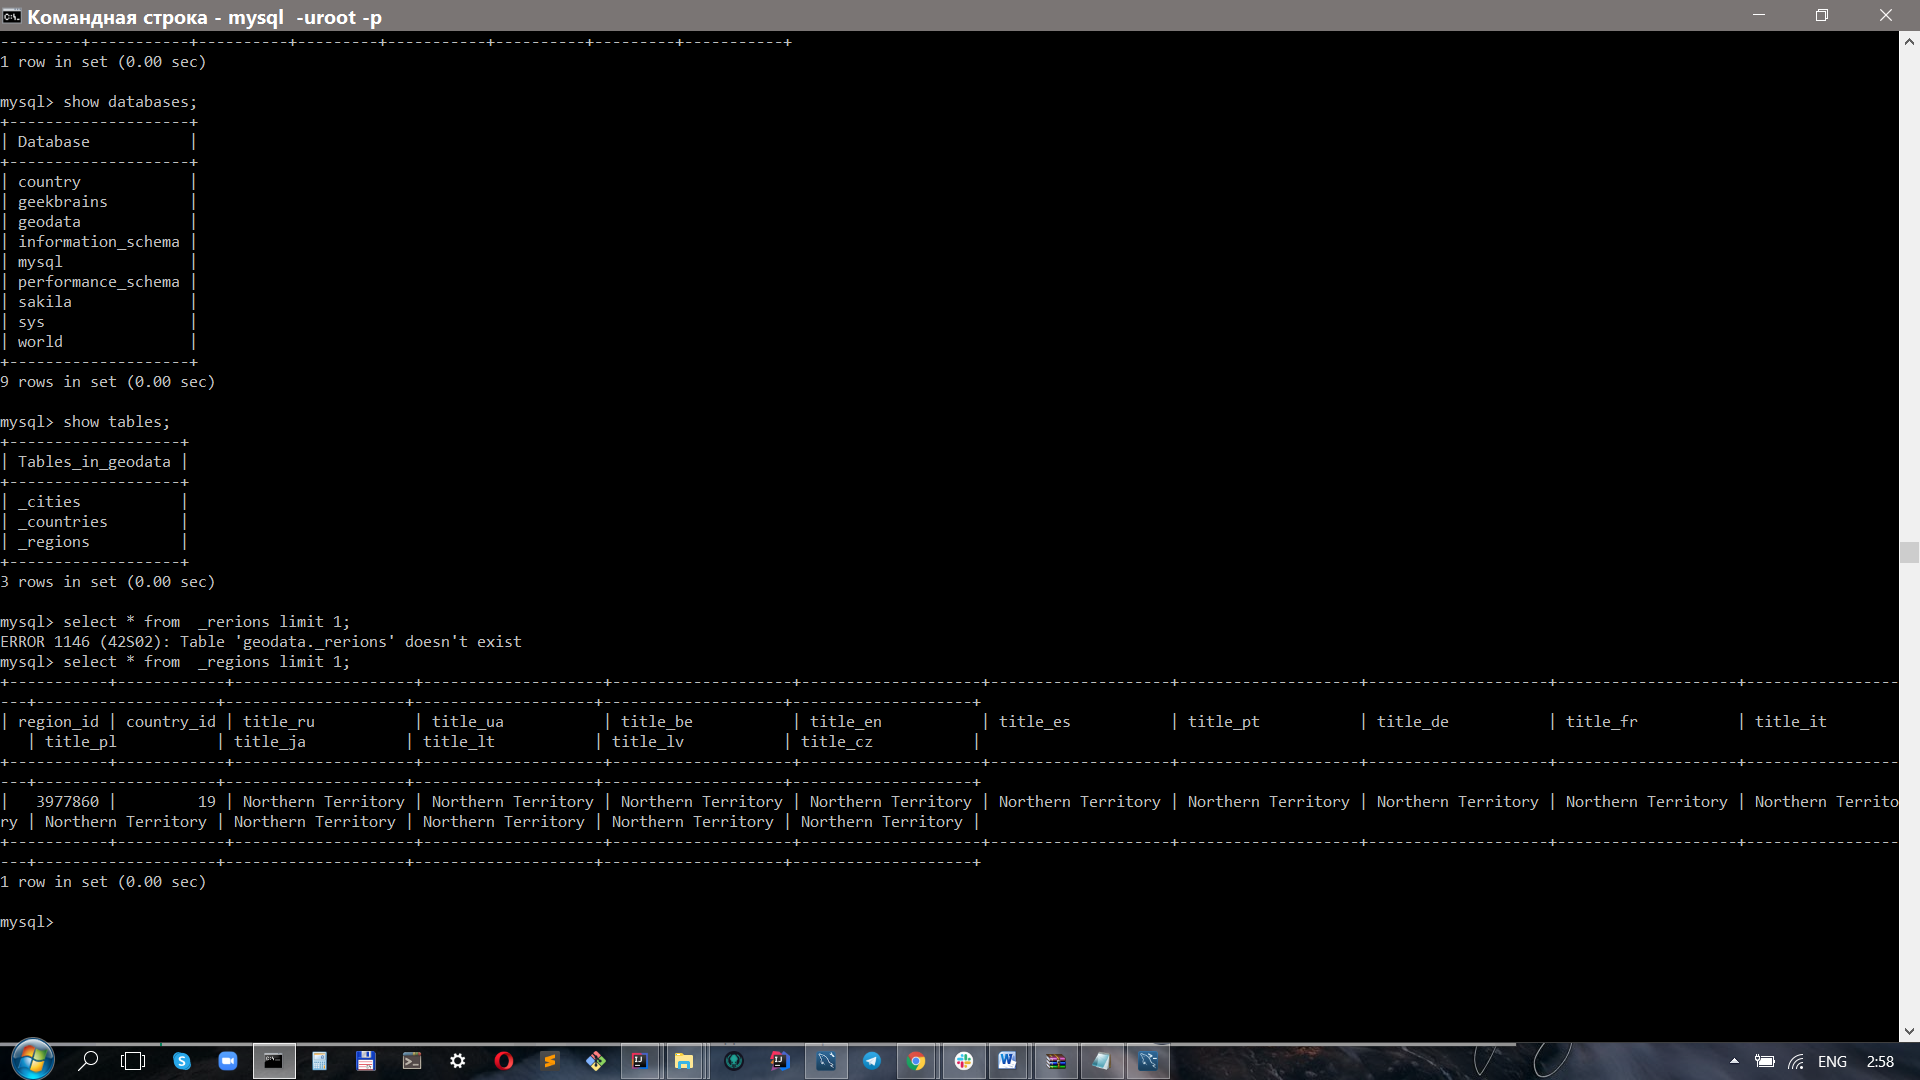 Командная строка - mysql  -uroot -p
---------+-----------+----------+---------+-----------+----------+---------+-----------+
1 row in set (0.00 sec)
mysql> show databases;
+--------------------+
| Database           |
+--------------------+
| country            |
| geekbrains         |
| geodata            |
| information_schema |
| mysql              |
| performance_schema |
| sakila             |
| sys                |
| world              |
+--------------------+
9 rows in set (0.00 sec)
mysql> show tables;
+-------------------+
| Tables_in_geodata |
+-------------------+
| _cities           |
| _countries        |
| _regions          |
+-------------------+
3 rows in set (0.00 sec)
mysql> select * from  _rerions limit 1;
ERROR 1146 (42S02): Table 'geodata._rerions' doesn't exist
mysql> select * from  _regions limit 1;
+-----------+------------+--------------------+--------------------+--------------------+--------------------+--------------------+--------------------+--------------------+--------------------+-----------------
---+--------------------+--------------------+--------------------+--------------------+--------------------+
| region_id | country_id | title_ru           | title_ua           | title_be           | title_en           | title_es           | title_pt           | title_de           | title_fr           | title_it
   | title_pl           | title_ja           | title_lt           | title_lv           | title_cz           |
+-----------+------------+--------------------+--------------------+--------------------+--------------------+--------------------+--------------------+--------------------+--------------------+-----------------
---+--------------------+--------------------+--------------------+--------------------+--------------------+
|   3977860 |         19 | Northern Territory | Northern Territory | Northern Territory | Northern Territory | Northern Territory | Northern Territory | Northern Territory | Northern Territory | Northern Territo
ry | Northern Territory | Northern Territory | Northern Territory | Northern Territory | Northern Territory |
+-----------+------------+--------------------+--------------------+--------------------+--------------------+--------------------+--------------------+--------------------+--------------------+-----------------
---+--------------------+--------------------+--------------------+--------------------+--------------------+
1 row in set (0.00 sec)
mysql>
ENG 2:58